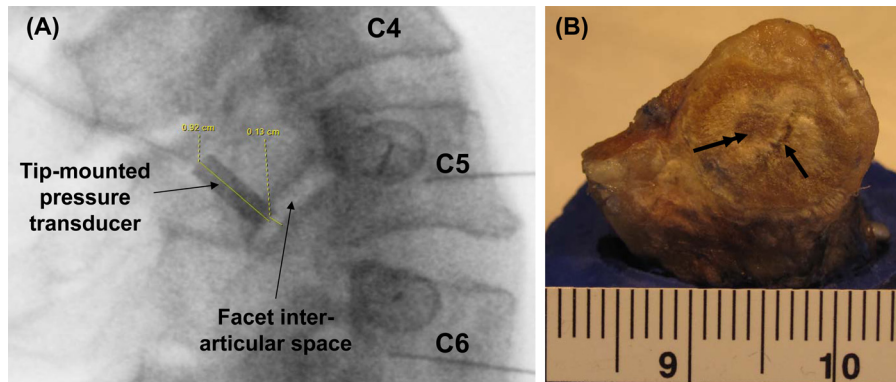 (A)
C4
0.92 cm
0.13 cm
Tip-mounted
pressure
transducer
C5
Facet inter-
articular space
C6
(B)
9
10